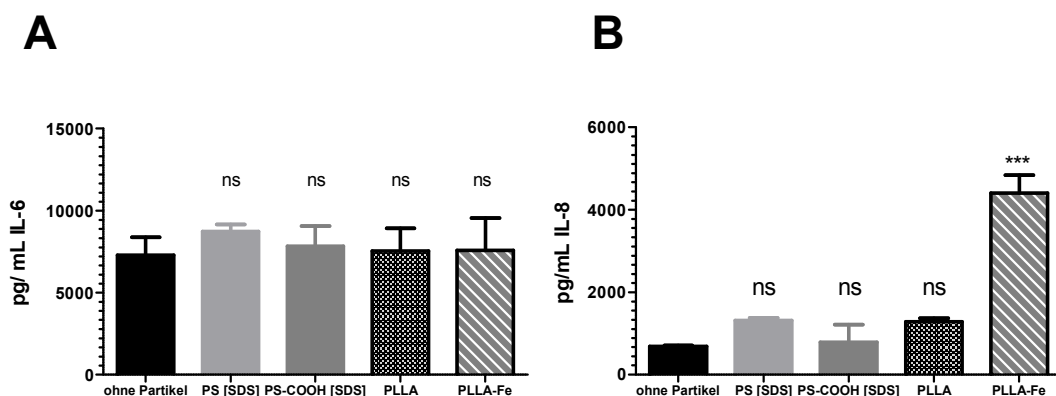 A
pg/ mL IL-6
15000
10000
5000
0
ns
ns
ns
ns
ohne Partikel
PS [SDS]
PS-COOH [SDS]
PLLA
PLLA-Fe
B
pg/mL IL-8
6000
4000
2000
0
ns
ns
ns
***
ohne Partikel
PS [SDS]
PS-COOH [SDS]
PLLA
PLLA-Fe